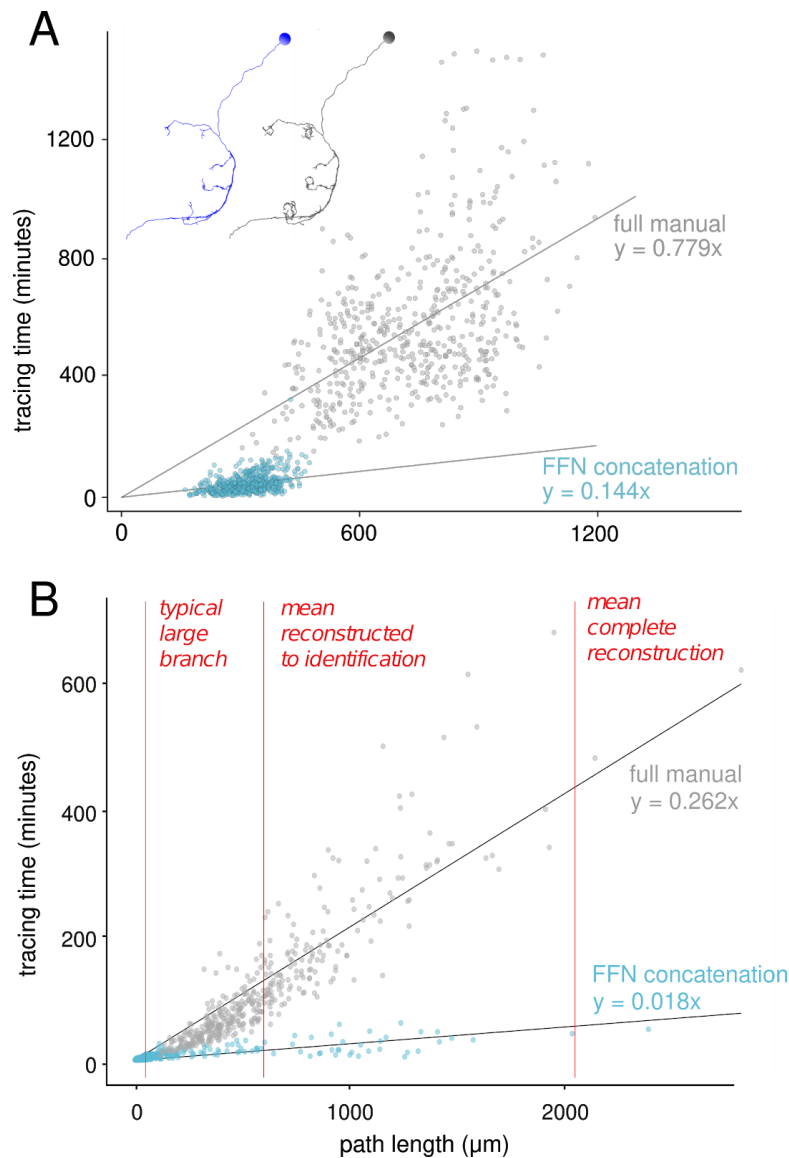 A
1200
800
400
0
tracing time (minutes)
full manual
y = 0.779x
FFN concatenation
y = 0.144x
0
600
1200
B
typical
large
branch
mean
reconstructed
to identification
mean
complete
reconstruction
600
400
200
0
tracing time (minutes)
full manual
y = 0.262x
FFN concatenation
y = 0.018x
0
1000
2000
path length (µm)